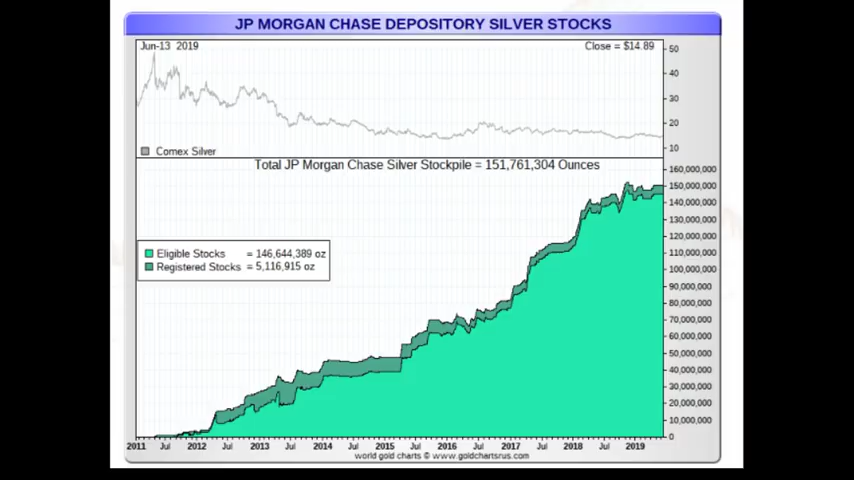 JP MORGAN CHASE DEPOSITORY SILVER STOCKS
Jun-13 2019
Close = $14.89
50
40
30
20
10
Comex Silver
Total JP Morgan Chase Silver Stockpile = 151,761,304 Ounces
160,000,000
150,000,000
140,000,000
130,000,000
120,000,000
110,000,000
100,000,000
90,000,000
80,000,000
70,000,000
60,000,000
50,000,000
40,000,000
30,000,000
20,000,000
10,000,000
0
Eligible Stocks = 146,644,389 oz
Registered Stocks = 5,116,915 oz
2011 Jul 2012 Jul 2013 Jul 2014 Jul 2015 Jul 2016 Jul 2017 Jul 2018 Jul 2019
world gold charts © www.goldchartsrus.com